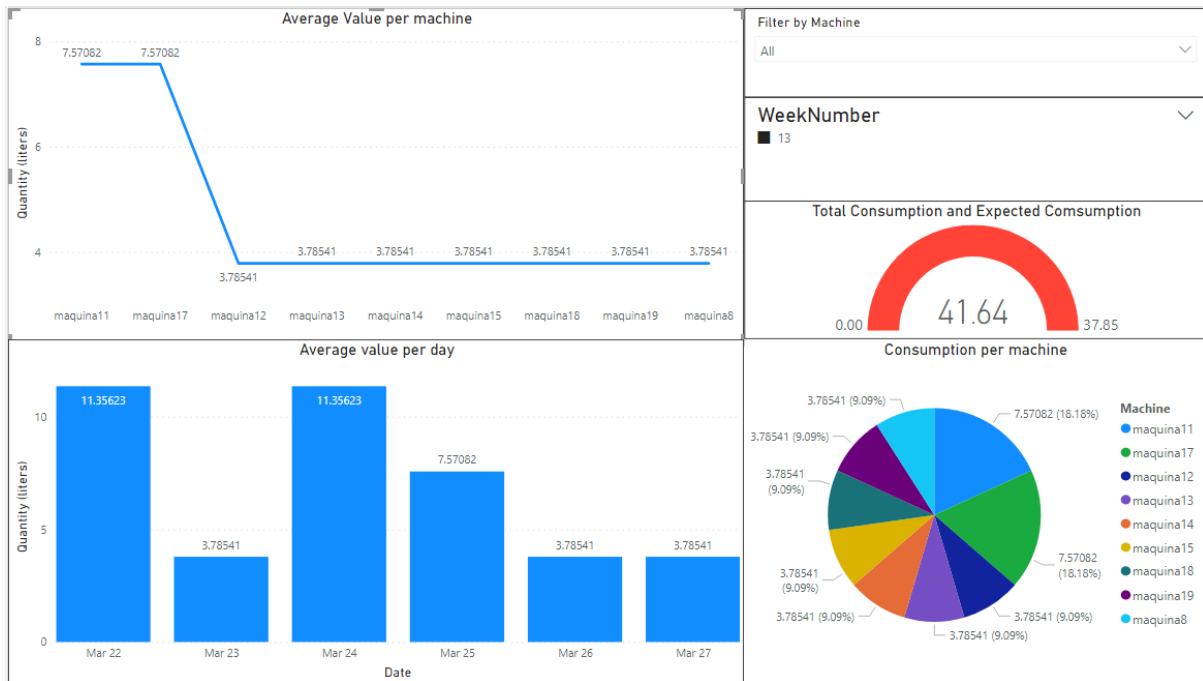 Average Value per machine
8
6
4
Quantity (liters)
7.57082
7.57082
3.78541
3.78541
3.78541
3.78541
3.78541
3.78541
3.78541
maquina11
maquina17
maquina12
maquina13
maquina14
maquina15
maquina18
maquina19
maquina8
Filter by Machine
All
WeekNumber
13
Total Consumption and Expected Comsumption
0.00
41.64
37.85
Average value per day
10
5
0
Quantity (liters)
11.35623
3.78541
11.35623
7.57082
3.78541
3.78541
Mar 22
Mar 23
Mar 24
Mar 25
Mar 26
Mar 27
Date
Consumption per machine
7.57082 (18.18%)
7.57082
(18.18%)
3.78541 (9.09%)
3.78541 (9.09%)
3.78541 (9.09%)
3.78541
(9.09%)
3.78541
(9.09%)
3.78541 (9.09%)
3.78541 (9.09%)
Machine
maquina11
maquina17
maquina12
maquina13
maquina14
maquina15
maquina18
maquina19
maquina8